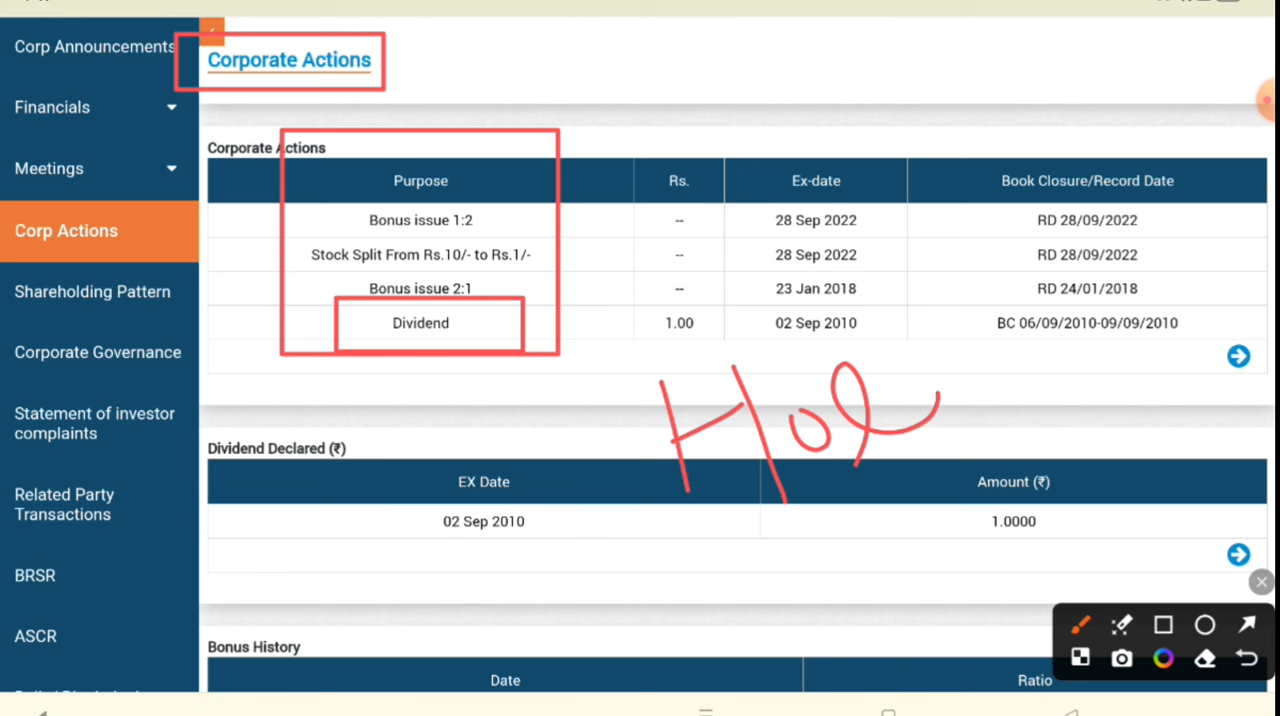 Corp Announcements
Corporate Actions
Financials
Meetings
Corp Actions
Shareholding Pattern
Corporate Governance
Statement of investor
complaints
Related Party
Transactions
BRSR
ASCR
Corporate Actions
Purpose Rs. Ex-date Book Closure/Record Date
Bonus issue 1:2 -- 28 Sep 2022 RD 28/09/2022
Stock Split From Rs.10/- to Rs.1/- -- 28 Sep 2022 RD 28/09/2022
Bonus issue 2:1 -- 23 Jan 2018 RD 24/01/2018
Dividend 1.00 02 Sep 2010 BC 06/09/2010-09/09/2010
Dividend Declared (₹)
EX Date Amount (₹)
02 Sep 2010 1.0000
Bonus History
Date Ratio